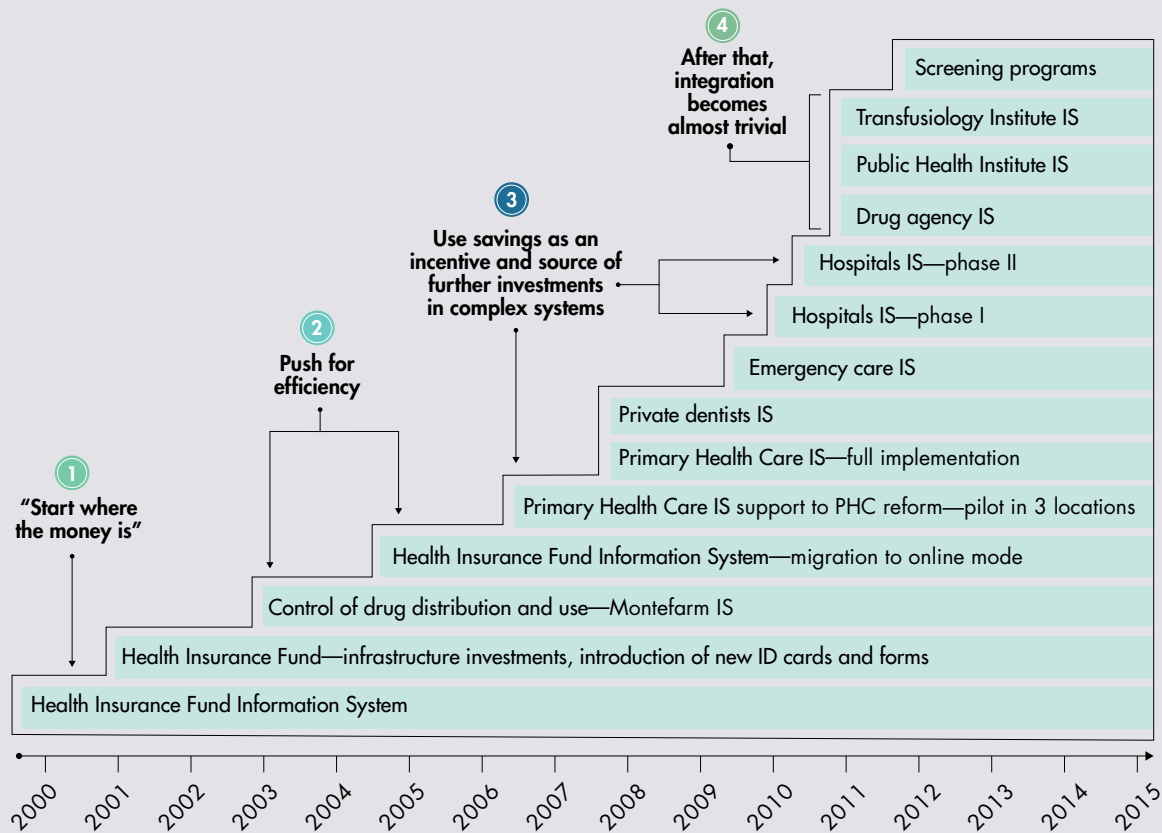 4
After that,
integration
becomes
almost trivial
Screening programs
Transfusiology Institute IS
Public Health Institute IS
Drug agency IS
3
Use savings as an
incentive and source of
further investments
in complex systems
Hospitals IS—phase II
Hospitals IS—phase I
2
Push for
efficiency
Emergency care IS
Private dentists IS
Primary Health Care IS—full implementation
1
"Start where
the money is"
Primary Health Care IS support to PHC reform—pilot in 3 locations
Health Insurance Fund Information System—migration to online mode
Control of drug distribution and use—Montefarm IS
Health Insurance Fund—infrastructure investments, introduction of new ID cards and forms
Health Insurance Fund Information System
2000
2001
2002
2003
2004
2005
2006
2007
2008
2009
2010
2011
2012
2013
2014
2015